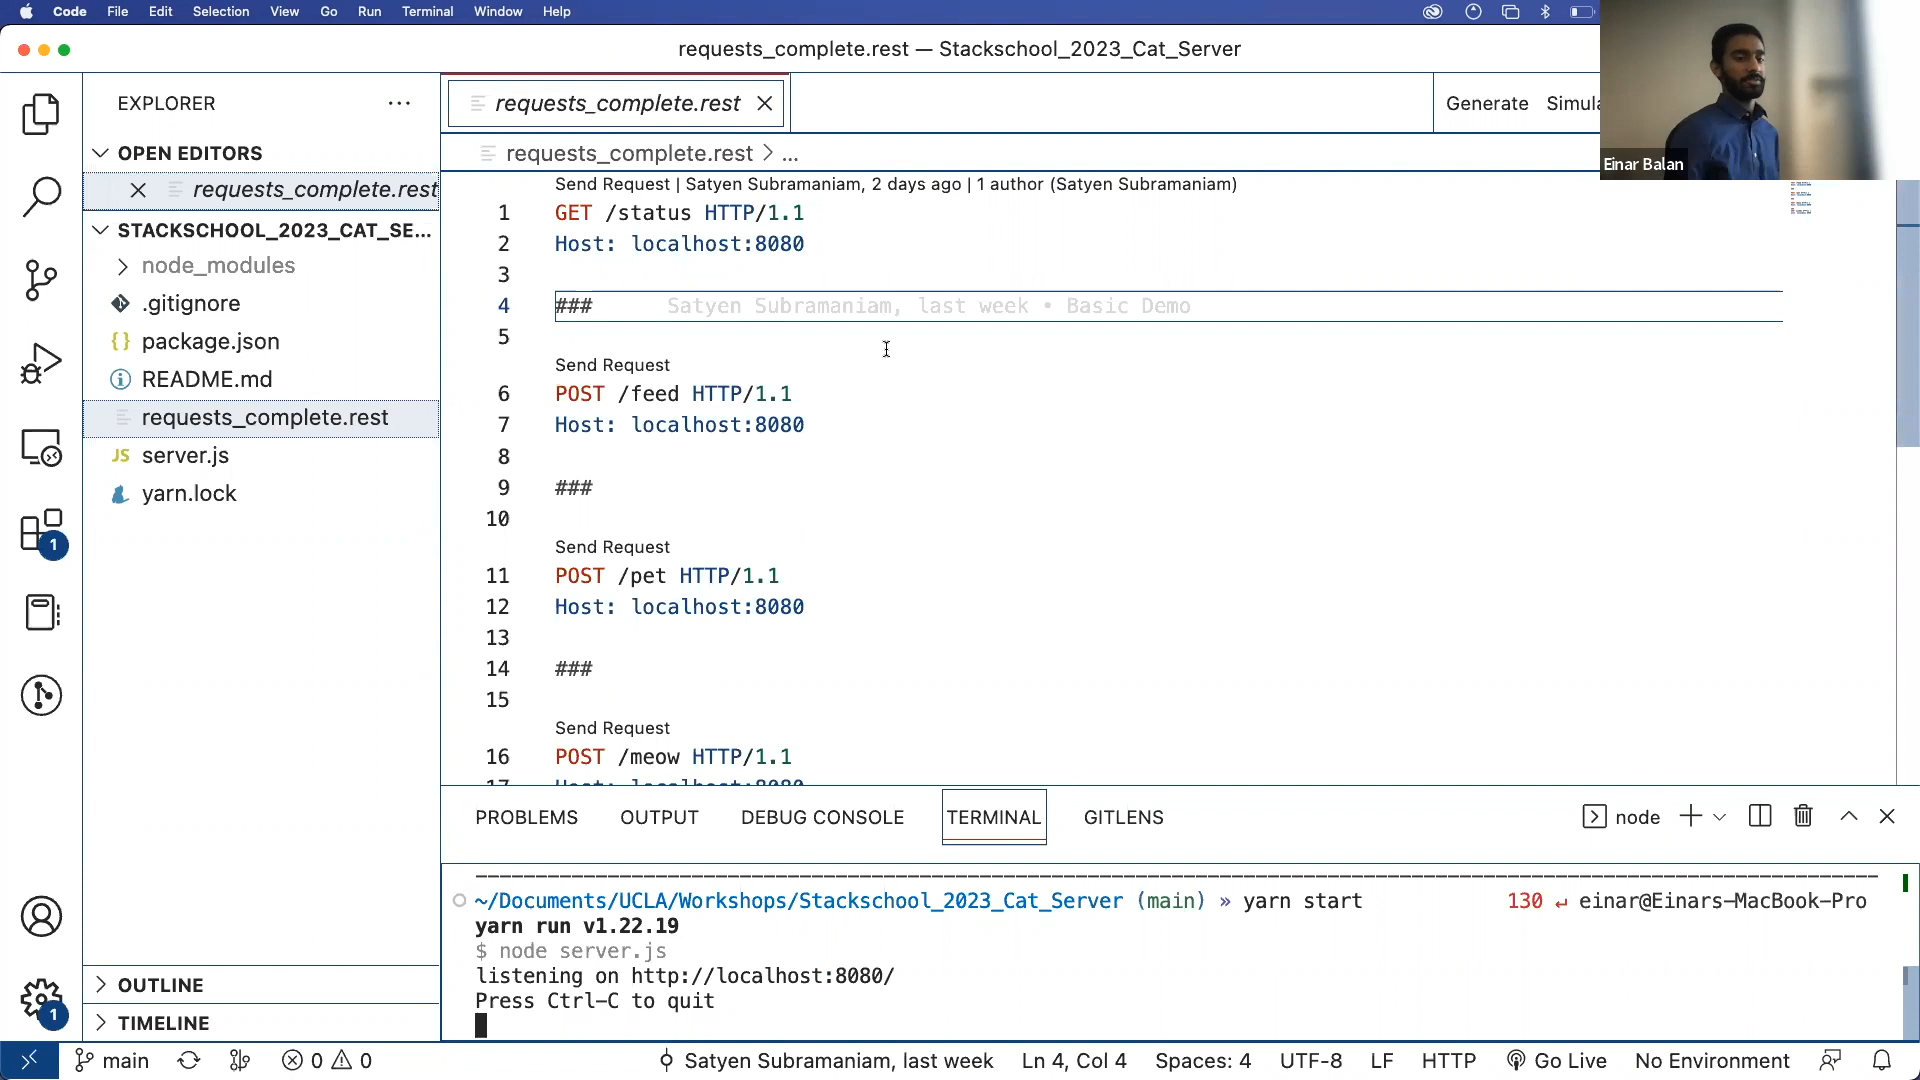 Code File Edit Selection View Go Run Terminal Window Help
requests_complete.rest — Stackschool_2023_Cat_Server
EXPLORER
OPEN EDITORS
requests_complete.rest
STACKSCHOOL_2023_CAT_SE...
node_modules
.gitignore
package.json
README.md
requests_complete.rest
server.js
yarn.lock
OUTLINE
TIMELINE
requests_complete.rest
Generate
requests_complete.rest > ...
Einar Balan
Send Request | Satyen Subramaniam, 2 days ago | 1 author (Satyen Subramaniam)
1 GET /status HTTP/1.1
2 Host: localhost:8080
3
4 ### Satyen Subramaniam, last week • Basic Demo
5
Send Request
6 POST /feed HTTP/1.1
7 Host: localhost:8080
8
9 ###
10
Send Request
11 POST /pet HTTP/1.1
12 Host: localhost:8080
13
14 ###
15
Send Request
16 POST /meow HTTP/1.1
PROBLEMS OUTPUT DEBUG CONSOLE TERMINAL GITLENS
node
~/Documents/UCLA/Workshops/Stackschool_2023_Cat_Server (main) » yarn start 130 ↵ einar@Einars-MacBook-Pro
yarn run v1.22.19
$ node server.js
listening on http://localhost:8080/
Press Ctrl-C to quit
main 0 0 Satyen Subramaniam, last week Ln 4, Col 4 Spaces: 4 UTF-8 LF HTTP Go Live No Environment